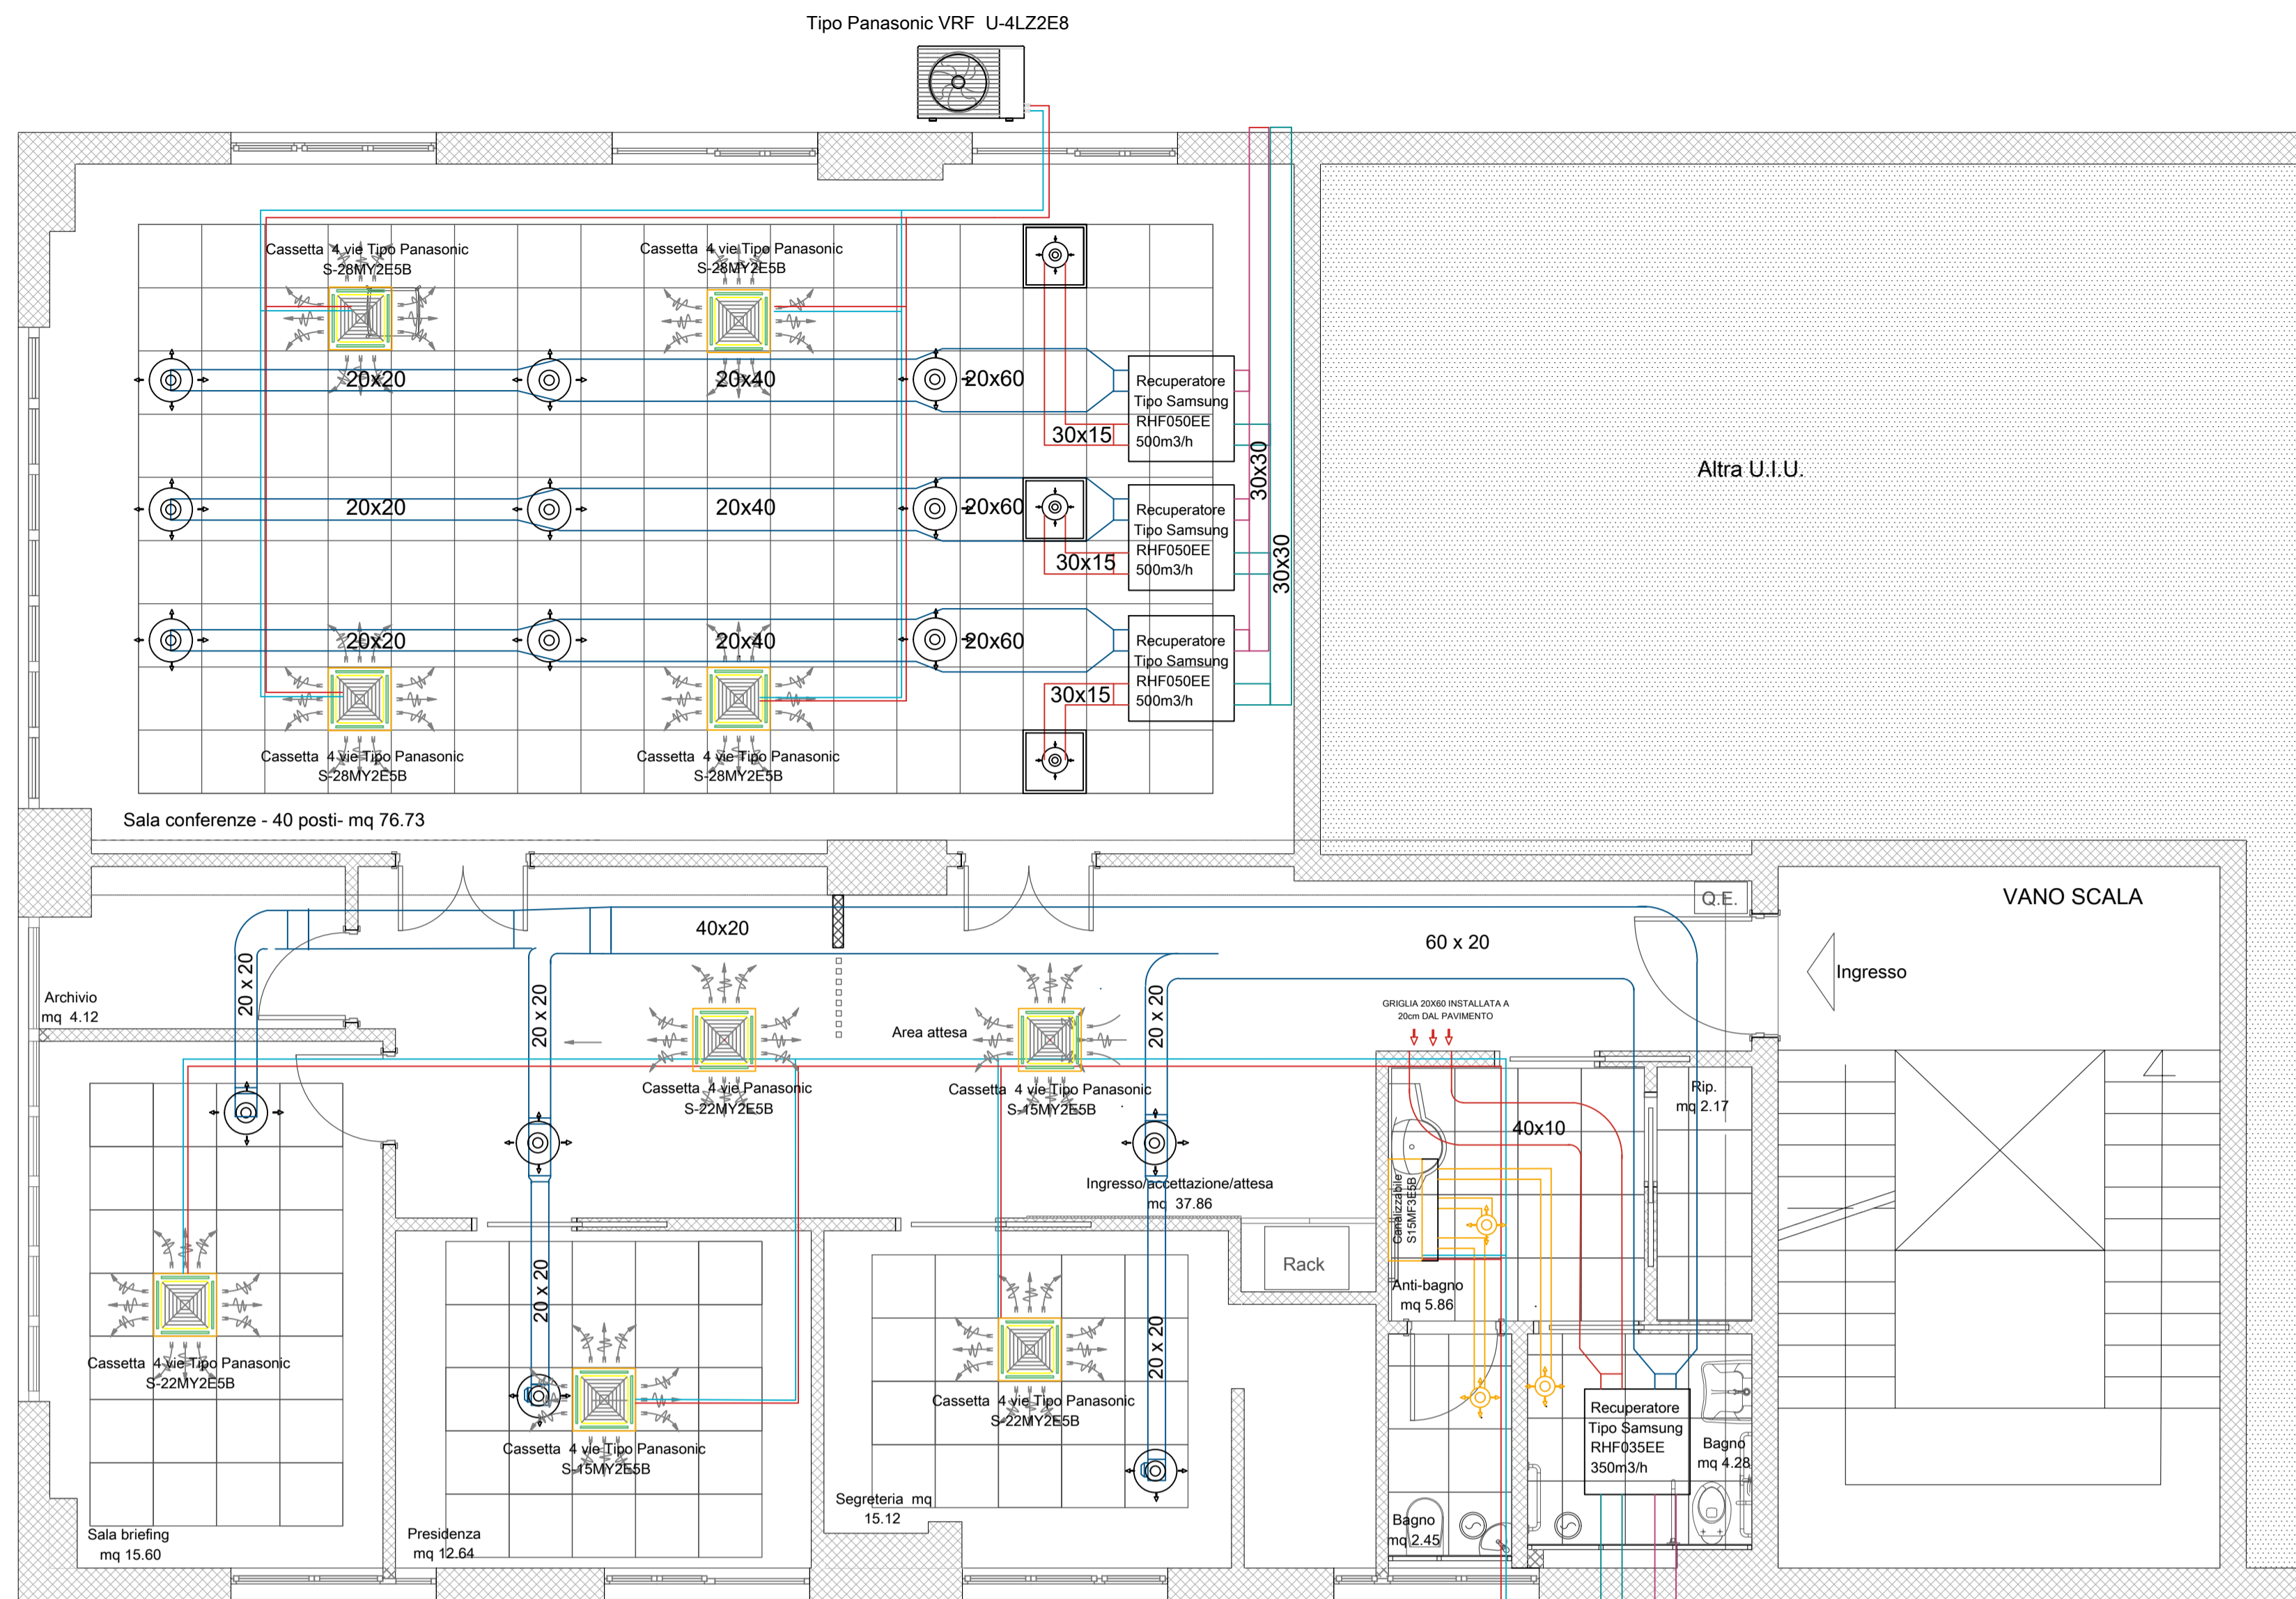 Tipo Panasonic VRF U-4LZ2E8
Cassetta 4 vie Tipo Panasonic
S-28MY2E5B
Cassetta 4 vie Tipo Panasonic
S-28MY2E5B
20x20
20x40
20x60
Recuperatore
Tipo Samsung
RHF050EE
500m3/h
30x15
30x30
20x20
20x40
20x60
Recuperatore
Tipo Samsung
RHF050EE
500m3/h
30x15
30x30
20x20
20x40
20x60
Recuperatore
Tipo Samsung
RHF050EE
500m3/h
30x15
Cassetta 4 vie Tipo Panasonic
S-28MY2E5B
Cassetta 4 vie Tipo Panasonic
S-28MY2E5B
Sala conferenze - 40 posti- mq 76.73
Altra U.I.U.
VANO SCALA
Q.E.
Ingresso
40x20
60 x 20
20 x 20
20 x 20
20 x 20
Archivio
mq 4.12
Area attesa
GRIGLIA 20X60 INSTALLATA A
20cm DAL PAVIMENTO
Cassetta 4 vie Panasonic
S-22MY2E5B
Cassetta 4 vie Tipo Panasonic
S-15MY2E5B
Rip.
mq 2.17
40x10
Ingresso/accettazione/attesa
mq 37.86
Canalizzabile
S15MF3E5B
Rack
Anti-bagno
mq 5.86
20 x 20
20 x 20
Cassetta 4 vie Tipo Panasonic
S-22MY2E5B
Cassetta 4 vie Tipo Panasonic
S-15MY2E5B
Cassetta 4 vie Tipo Panasonic
S-22MY2E5B
Recuperatore
Tipo Samsung
RHF035EE
350m3/h
Bagno
mq 4.28
Segreteria mq
15.12
Bagno
mq 2.45
Sala briefing
mq 15.60
Presidenza
mq 12.64